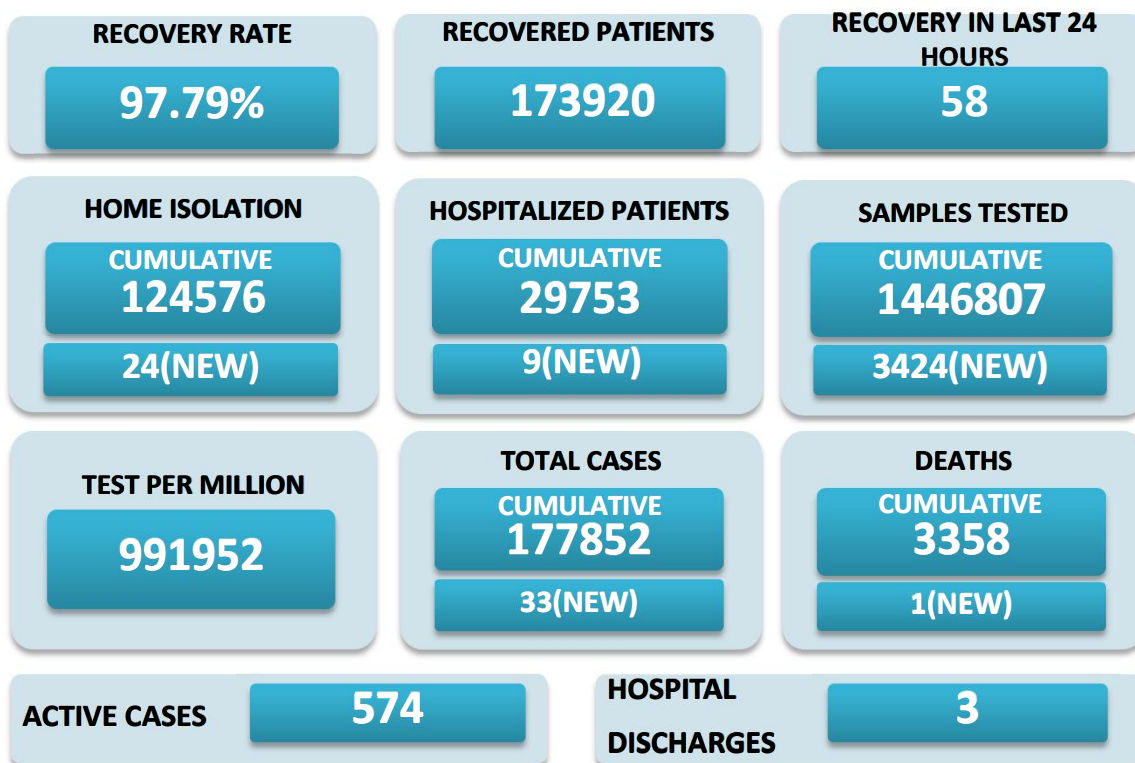 RECOVERY RATE
97.79%
RECOVERED PATIENTS
173920
RECOVERY IN LAST 24
HOURS
58
HOME ISOLATION
CUMULATIVE
124576
24(NEW)
HOSPITALIZED PATIENTS
CUMULATIVE
29753
9(NEW)
SAMPLES TESTED
CUMULATIVE
1446807
3424(NEW)
TEST PER MILLION
991952
TOTAL CASES
CUMULATIVE
177852
33(NEW)
DEATHS
CUMULATIVE
3358
1(NEW)
ACTIVE CASES
574
HOSPITAL
DISCHARGES
3